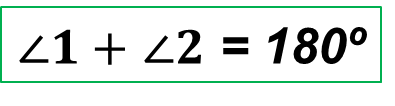 ∠1 + ∠2 = 180º